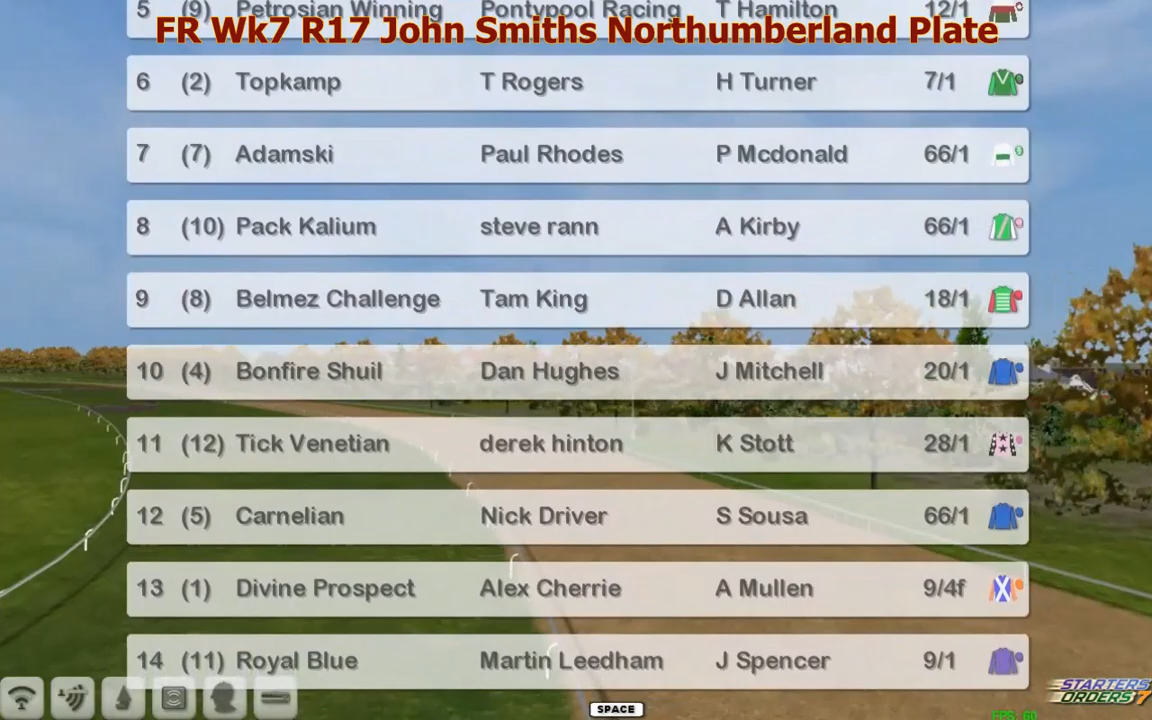 5 (9) Petrosian Winning Pontypool Racing T Hamilton 12/1
FR Wk7 R17 John Smiths Northumberland Plate
6 (2) Topkamp T Rogers H Turner 7/1
7 (7) Adamski Paul Rhodes P Mcdonald 66/1
8 (10) Pack Kalium steve rann A Kirby 66/1
9 (8) Belmez Challenge Tam King D Allan 18/1
10 (4) Bonfire Shuil Dan Hughes J Mitchell 20/1
11 (12) Tick Venetian derek hinton K Stott 28/1
12 (5) Carnelian Nick Driver S Sousa 66/1
13 (1) Divine Prospect Alex Cherrie A Mullen 9/4f
14 (11) Royal Blue Martin Leedham J Spencer 9/1
STARTERS
ORDERS 7
SPACE
FPS 60